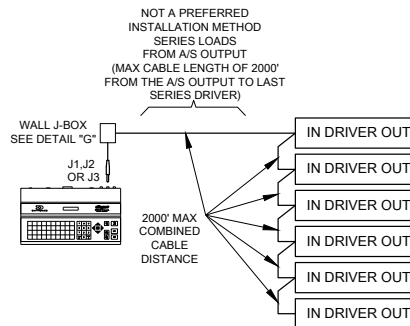 NOT A PREFERRED
INSTALLATION METHOD
SERIES LOADS
FROM A/S OUTPUT
(MAX CABLE LENGTH OF 2000'
FROM THE A/S OUTPUT TO LAST
SERIES DRIVER)
WALL J-BOX
SEE DETAIL "G"
J1,J2
OR J3
2000' MAX
COMBINED
CABLE
DISTANCE
IN DRIVER OUT
IN DRIVER OUT
IN DRIVER OUT
IN DRIVER OUT
IN DRIVER OUT
IN DRIVER OUT